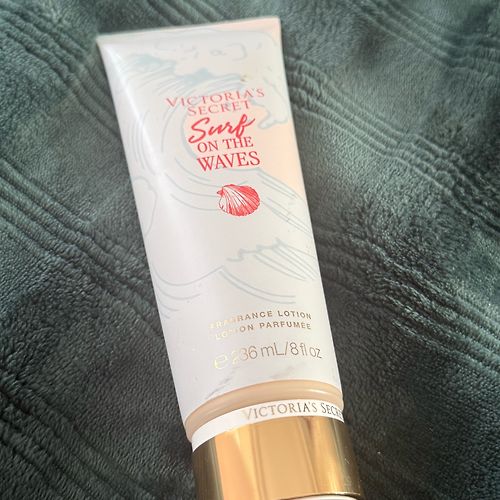 VICTORIA'S
SECRET
Surf
ON THE
WAVES
FRAGRANCE LOTION
LOTION PARFUMÉE
℮ 236 mL/8 fl oz
VICTORIA'S SECRET